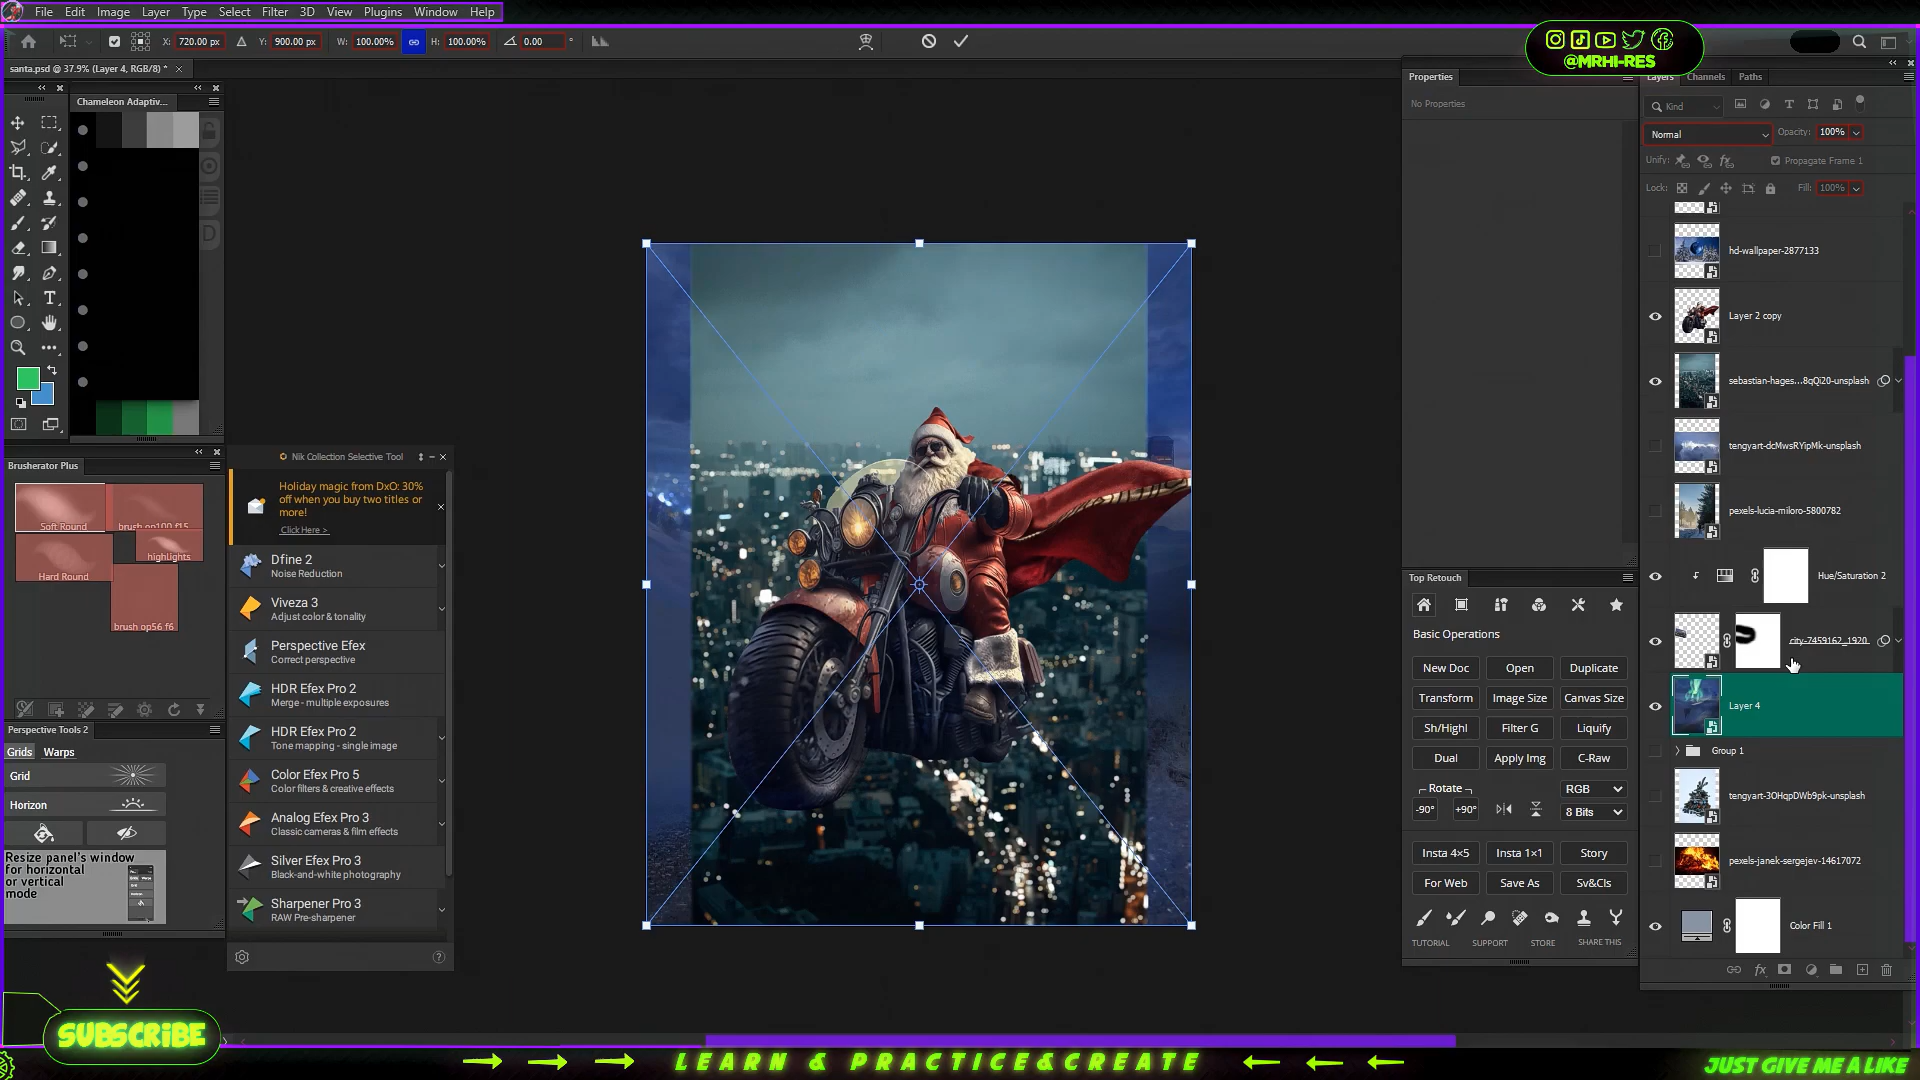 File Edit Image Layer Type Select Filter 3D View Plugins Window Help
X: 720.00 px Y: 900.00 px W: 100.00% H: 100.00% 0.00 °
@MRHI-RES
santa.psd @ 37.9% (Layer 4, RGB/8) *
Chameleon Adaptiv...
D
Brusherator Plus
Soft Round
brush op100 f15
Hard Round
highlights
brush op56 f6
Perspective Tools 2
Grids Warps
Grid
Horizon
Resize panel's window
for horizontal
or vertical
mode
Nik Collection Selective Tool
Holiday magic from DxO: 30%
off when you buy two titles or
more!
Click Here >
Dfine 2
Noise Reduction
Viveza 3
Adjust color & tonality
Perspective Efex
Correct perspective
HDR Efex Pro 2
Merge - multiple exposures
HDR Efex Pro 2
Tone mapping - single image
Color Efex Pro 5
Color filters & creative effects
Analog Efex Pro 3
Classic cameras & film effects
Silver Efex Pro 3
Black-and-white photography
Sharpener Pro 3
RAW Pre-sharpener
Properties
No Properties
Top Retouch
Basic Operations
New Doc Open Duplicate
Transform Image Size Canvas Size
Sh/Highl Filter G Liquify
Dual Apply Img C-Raw
Rotate
RGB
-90° +90°
8 Bits
Insta 4×5 Insta 1×1 Story
For Web Save As Sv&Cls
TUTORIAL SUPPORT STORE SHARE THIS
Layers Channels Paths
Kind
Normal Opacity: 100%
Unify: Propagate Frame 1
Lock: Fill: 100%
hd-wallpaper-2877133
Layer 2 copy
sebastian-hages...8qQi20-unsplash
tengyart-dcMwsRYipMk-unsplash
pexels-lucia-miloro-5800782
Hue/Saturation 2
city-7459162_1920
Layer 4
Group 1
tengyart-3OHqpDWb9pk-unsplash
pexels-janek-sergejev-14617072
Color Fill 1
SUBSCRIBE
LEARN & PRACTICE&CREATE
JUST GIVE ME A LIKE